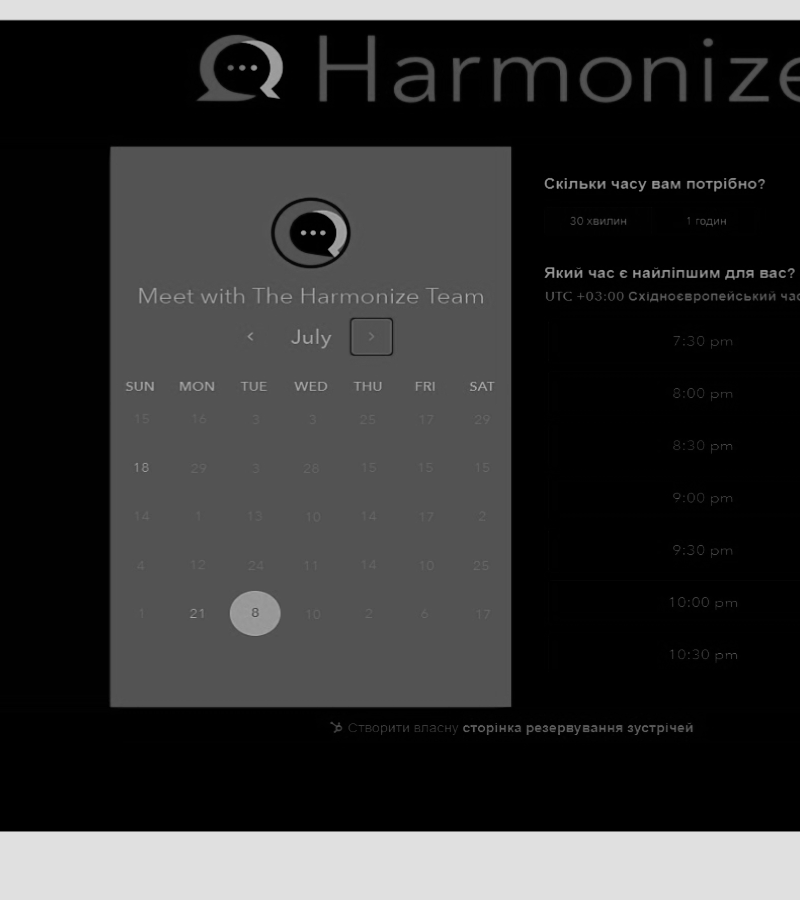 Harmonize
Meet with The Harmonize Team
July
SUN MON TUE WED THU FRI SAT
15 16 3 3 25 17 29
18 29 3 28 15 15 15
14 1 13 10 14 17 2
4 12 24 11 14 10 25
1 21 8 10 2 6 17
Скільки часу вам потрібно?
30 хвилин 1 годин
Який час є найліпшим для вас?
UTC +03:00 Східноєвропейський час
7:30 pm
8:00 pm
8:30 pm
9:00 pm
9:30 pm
10:00 pm
10:30 pm
Створити власну сторінка резервування зустрічей